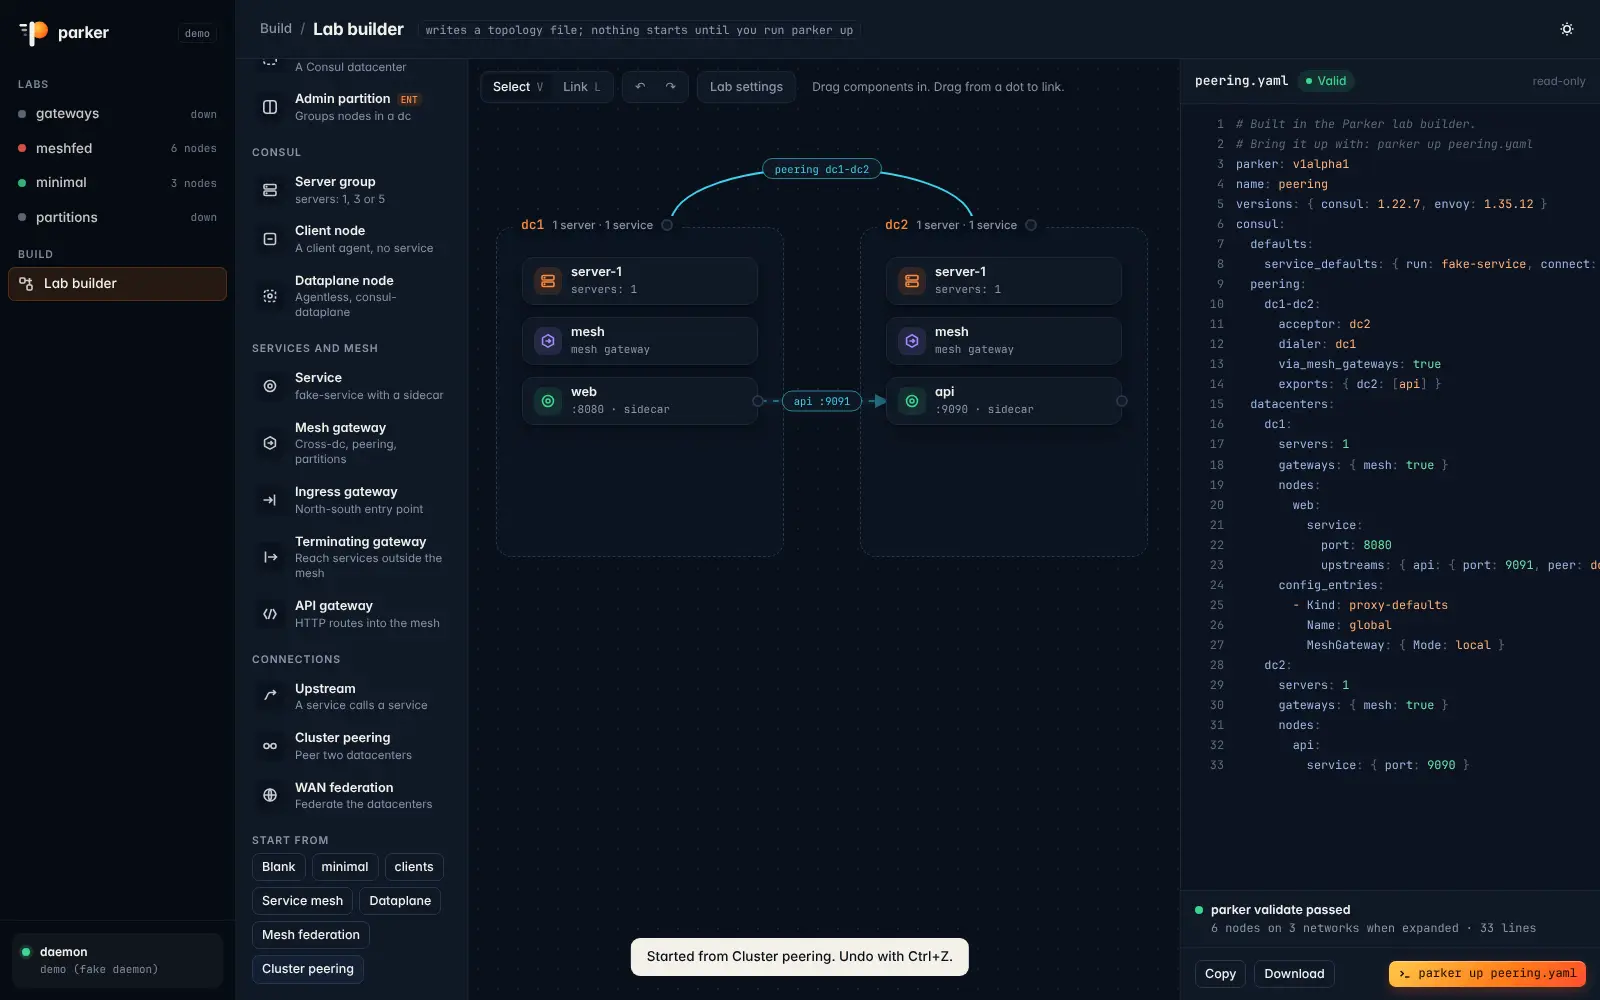 parker
demo
LABS
gateways down
meshfed 6 nodes
minimal 3 nodes
partitions down
BUILD
Lab builder
daemon
demo (fake daemon)
Build / Lab builder writes a topology file; nothing starts until you run parker up
A Consul datacenter
Admin partition ENT
Groups nodes in a dc
CONSUL
Server group
servers: 1, 3 or 5
Client node
A client agent, no service
Dataplane node
Agentless, consul-
dataplane
SERVICES AND MESH
Service
fake-service with a sidecar
Mesh gateway
Cross-dc, peering,
partitions
Ingress gateway
North-south entry point
Terminating gateway
Reach services outside the
mesh
API gateway
HTTP routes into the mesh
CONNECTIONS
Upstream
A service calls a service
Cluster peering
Peer two datacenters
WAN federation
Federate the datacenters
START FROM
Blank minimal clients
Service mesh Dataplane
Mesh federation
Cluster peering
Select V Link L ↶ ↷ Lab settings Drag components in. Drag from a dot to link.
peering dc1-dc2
dc1 1 server · 1 service
server-1
servers: 1
mesh
mesh gateway
web
:8080 · sidecar
api :9091
dc2 1 server · 1 service
server-1
servers: 1
mesh
mesh gateway
api
:9090 · sidecar
Started from Cluster peering. Undo with Ctrl+Z.
peering.yaml Valid read-only
1 # Built in the Parker lab builder.
2 # Bring it up with: parker up peering.yaml
3 parker: v1alpha1
4 name: peering
5 versions: { consul: 1.22.7, envoy: 1.35.12 }
6 consul:
7 defaults:
8 service_defaults: { run: fake-service, connect:
9 peering:
10 dc1-dc2:
11 acceptor: dc2
12 dialer: dc1
13 via_mesh_gateways: true
14 exports: { dc2: [api] }
15 datacenters:
16 dc1:
17 servers: 1
18 gateways: { mesh: true }
19 nodes:
20 web:
21 service:
22 port: 8080
23 upstreams: { api: { port: 9091, peer:
24 config_entries:
25 - Kind: proxy-defaults
26 Name: global
27 MeshGateway: { Mode: local }
28 dc2:
29 servers: 1
30 gateways: { mesh: true }
31 nodes:
32 api:
33 service: { port: 9090 }
parker validate passed
6 nodes on 3 networks when expanded · 33 lines
Copy Download parker up peering.yaml